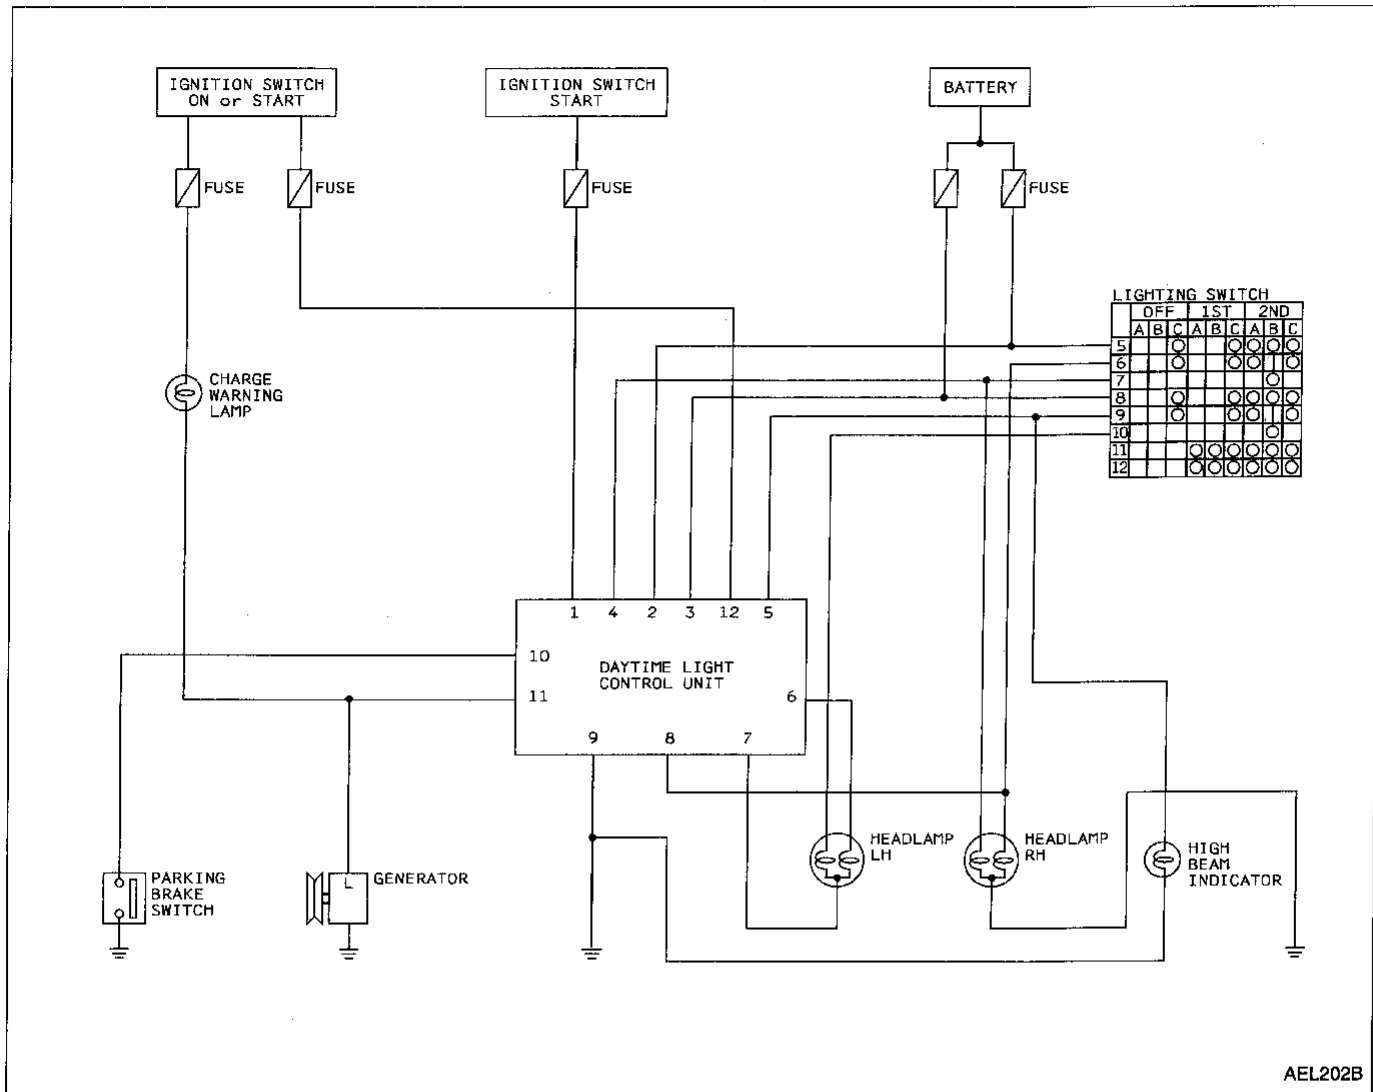 IGNITION SWITCH
ON or START
IGNITION SWITCH
START
BATTERY
FUSE
FUSE
FUSE
FUSE
LIGHTING SWITCH
OFF 1ST 2ND
A B C A B C A B C
5
6
7
8
9
10
11
12
CHARGE
WARNING
LAMP
1 4 2 3 12 5
10
11
DAYTIME LIGHT
CONTROL UNIT
6
9 8 7
HEADLAMP
LH
HEADLAMP
RH
HIGH
BEAM
INDICATOR
PARKING
BRAKE
SWITCH
L
GENERATOR
AEL202B